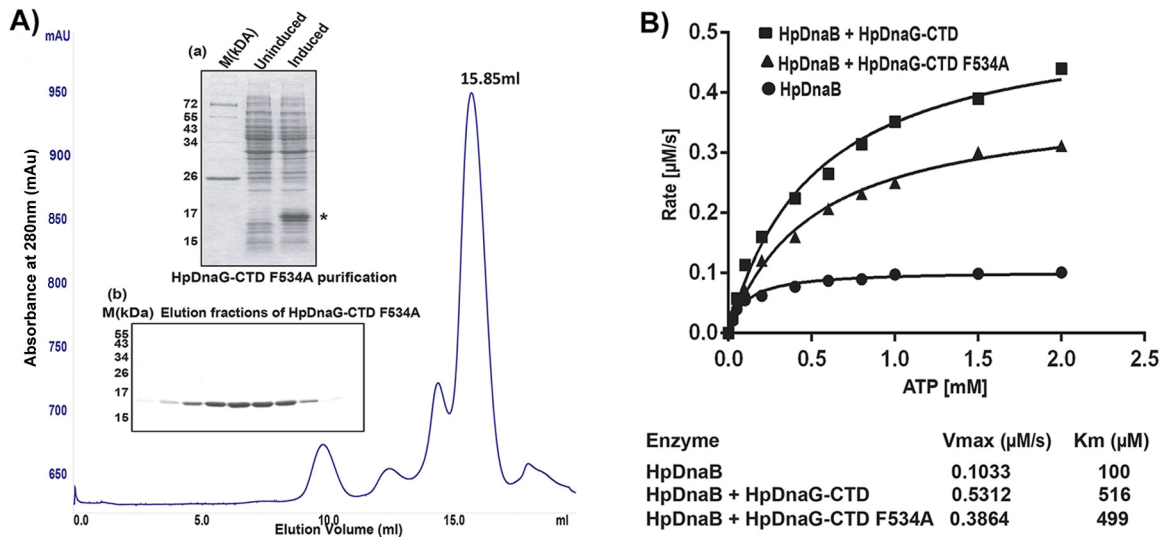 A)
mAU
950
900
850
800
750
700
650
Absorbance at 280nm (mAu)
(a)
M(kDA)
Uninduced
Induced
72
55
43
34
26
17
15
*
HpDnaG-CTD F534A purification
(b)
M(kDa) Elution fractions of HpDnaG-CTD F534A
55
43
34
26
17
15
15.85ml
0.0 5.0 10.0 15.0 ml
Elution Volume (ml)
B)
HpDnaB + HpDnaG-CTD
HpDnaB + HpDnaG-CTD F534A
HpDnaB
Rate [µM/s]
0.5
0.4
0.3
0.2
0.1
0.0
0.0 0.5 1.0 1.5 2.0 2.5
ATP [mM]
Enzyme Vmax (µM/s) Km (µM)
HpDnaB 0.1033 100
HpDnaB + HpDnaG-CTD 0.5312 516
HpDnaB + HpDnaG-CTD F534A 0.3864 499